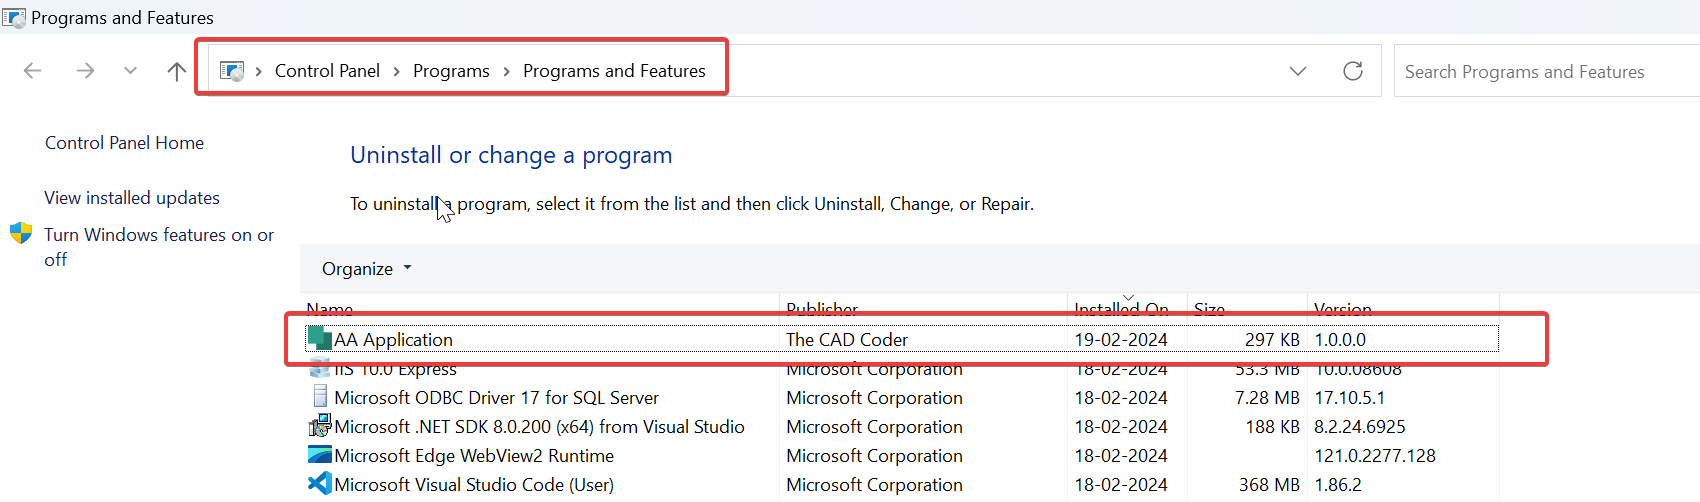 Programs and Features
Control Panel > Programs > Programs and Features
Search Programs and Features
Control Panel Home
Uninstall or change a program
View installed updates
To uninstall a program, select it from the list and then click Uninstall, Change, or Repair.
Turn Windows features on or
off
Organize
Name Publisher Installed On Size Version
AA Application The CAD Coder 19-02-2024 297 KB 1.0.0.0
IIS 10.0 Express Microsoft Corporation 18-02-2024 53.3 MB 10.0.08608
Microsoft ODBC Driver 17 for SQL Server Microsoft Corporation 18-02-2024 7.28 MB 17.10.5.1
Microsoft .NET SDK 8.0.200 (x64) from Visual Studio Microsoft Corporation 18-02-2024 188 KB 8.2.24.6925
Microsoft Edge WebView2 Runtime Microsoft Corporation 18-02-2024 121.0.2277.128
Microsoft Visual Studio Code (User) Microsoft Corporation 18-02-2024 368 MB 1.86.2